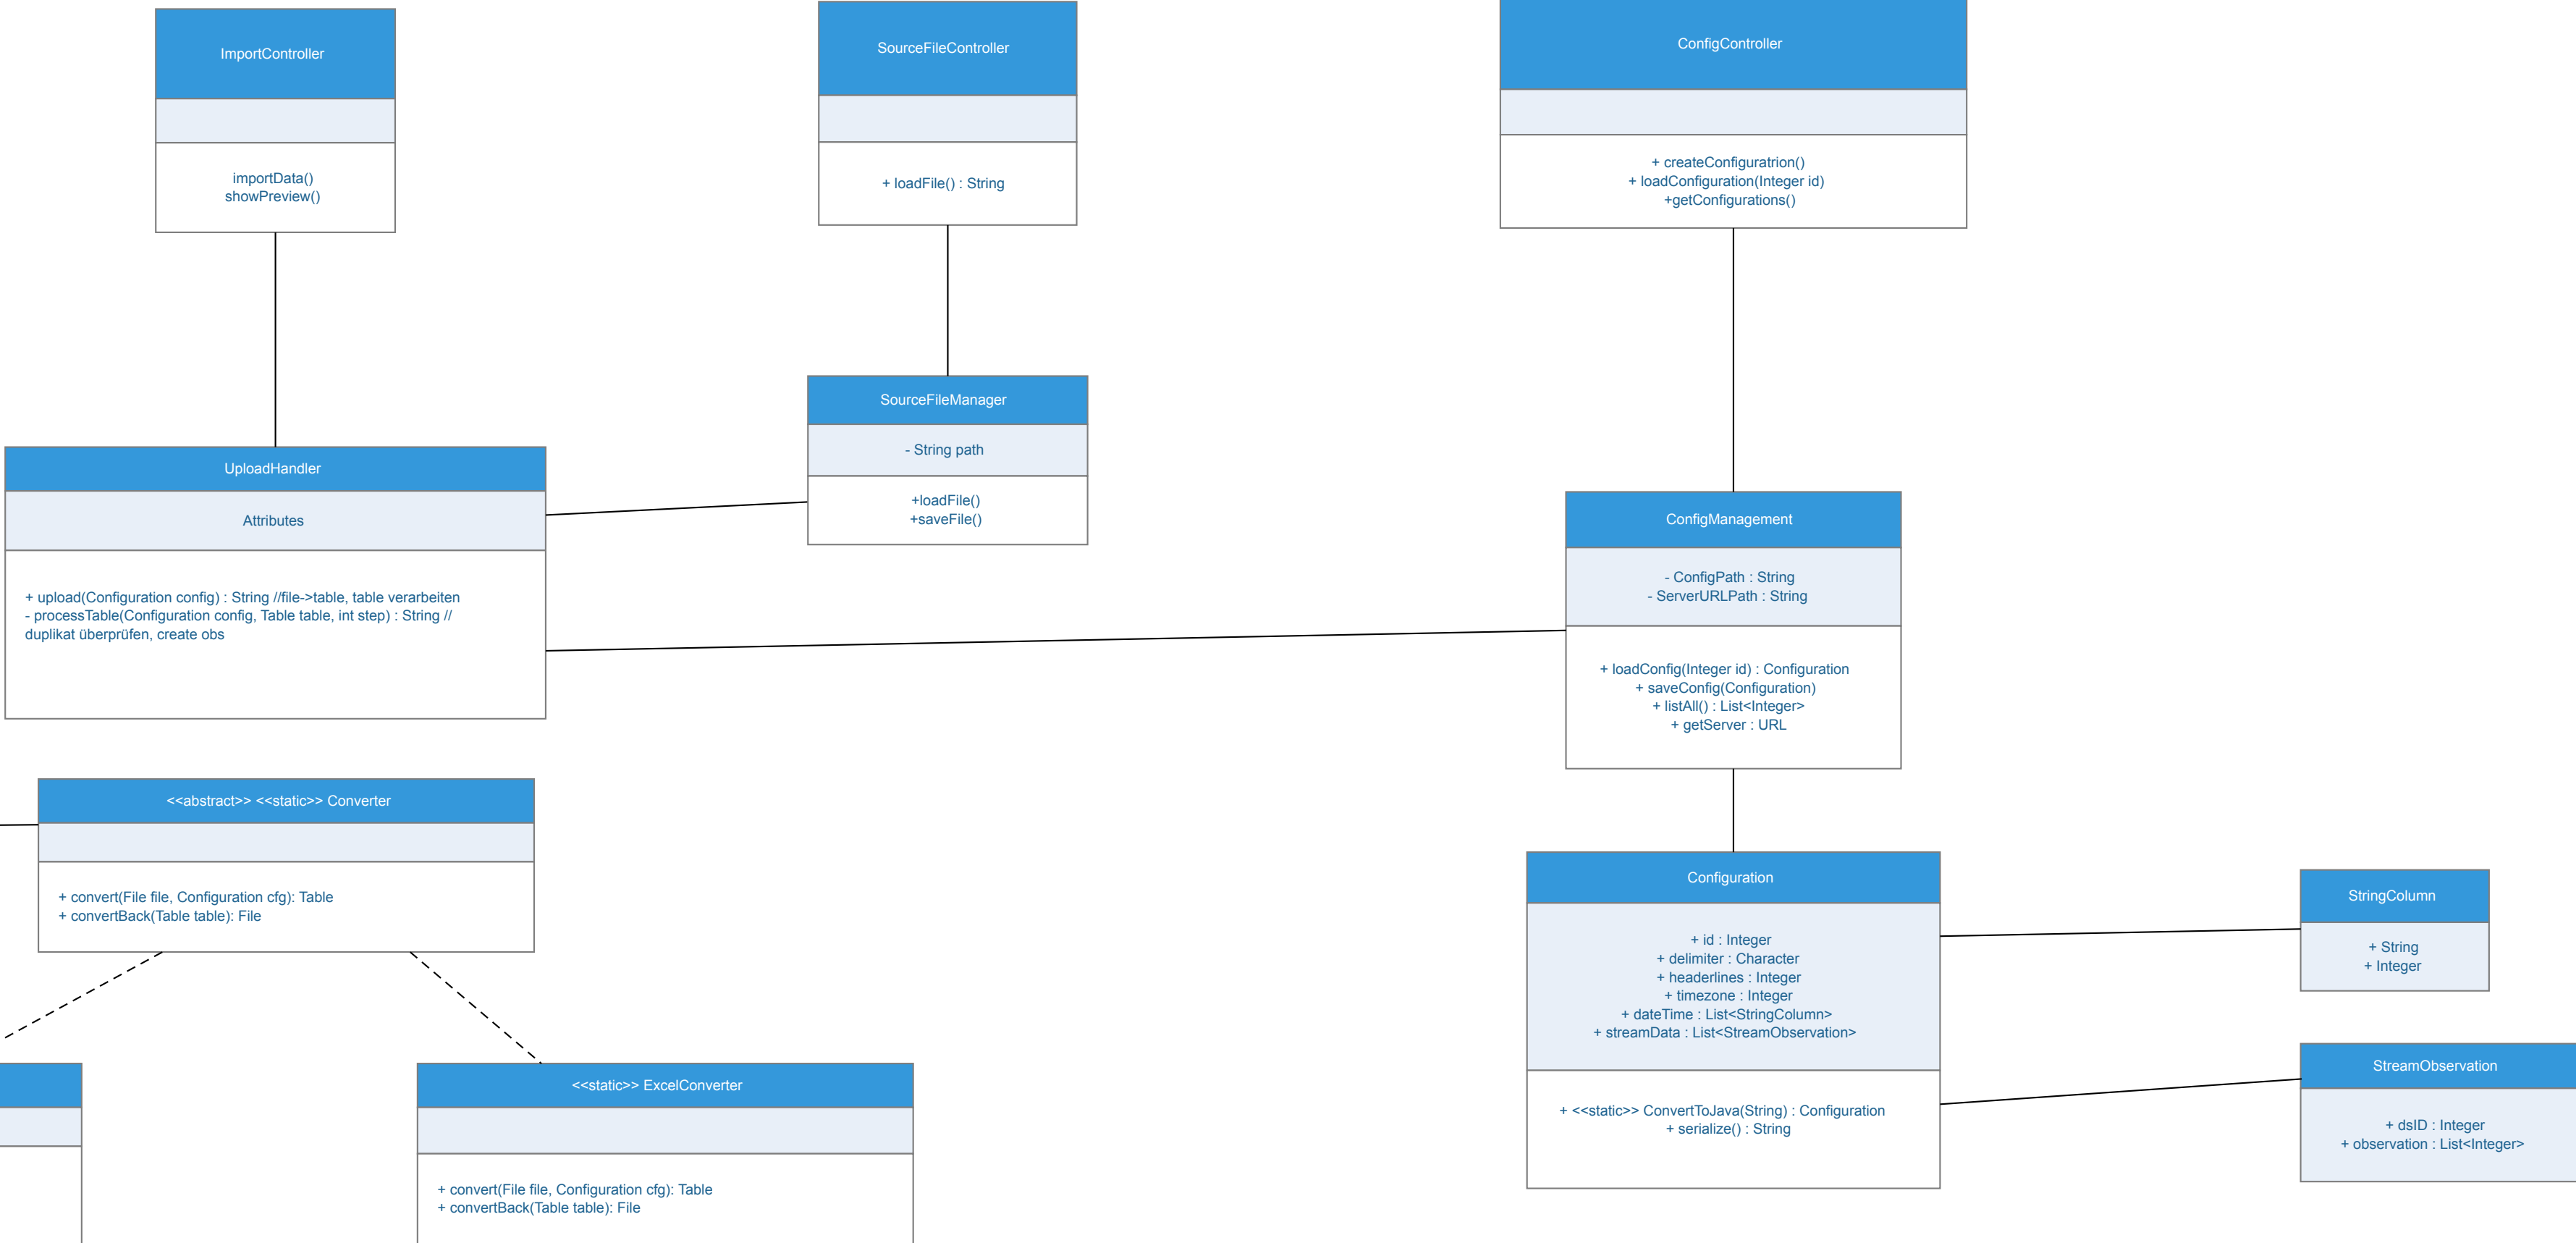 ImportController
importData()
showPreview()
SourceFileController
+ loadFile() : String
ConfigController
+ createConfiguratrion()
+ loadConfiguration(Integer id)
+getConfigurations()
SourceFileManager
- String path
+loadFile()
+saveFile()
UploadHandler
Attributes
+ upload(Configuration config) : String //file->table, table verarbeiten
- processTable(Configuration config, Table table, int step) : String //
duplikat überprüfen, create obs
ConfigManagement
- ConfigPath : String
- ServerURLPath : String
+ loadConfig(Integer id) : Configuration
+ saveConfig(Configuration)
+ listAll() : List<Integer>
+ getServer : URL
<<abstract>> <<static>> Converter
+ convert(File file, Configuration cfg): Table
+ convertBack(Table table): File
Configuration
+ id : Integer
+ delimiter : Character
+ headerlines : Integer
+ timezone : Integer
+ dateTime : List<StringColumn>
+ streamData : List<StreamObservation>
+ <<static>> ConvertToJava(String) : Configuration
+ serialize() : String
StringColumn
+ String
+ Integer
StreamObservation
+ dsID : Integer
+ observation : List<Integer>
<<static>> ExcelConverter
+ convert(File file, Configuration cfg): Table
+ convertBack(Table table): File